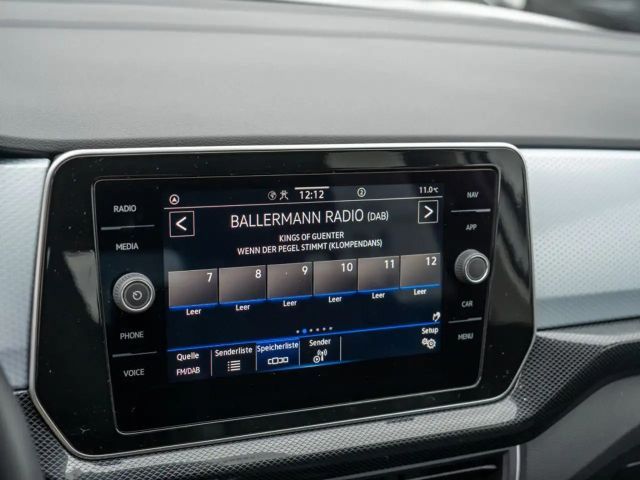 12:12
2
11.0°C
RADIO
MEDIA
PHONE
VOICE
NAV
APP
CAR
MENU
< BALLERMANN RADIO (DAB) >
KINGS OF GUENTER
WENN DER PEGEL STIMMT (KLOMPENDANS)
7 8 9 10 11 12
Leer Leer Leer Leer Leer Leer
Quelle Senderliste Speicherliste Sender Setup
FM/DAB